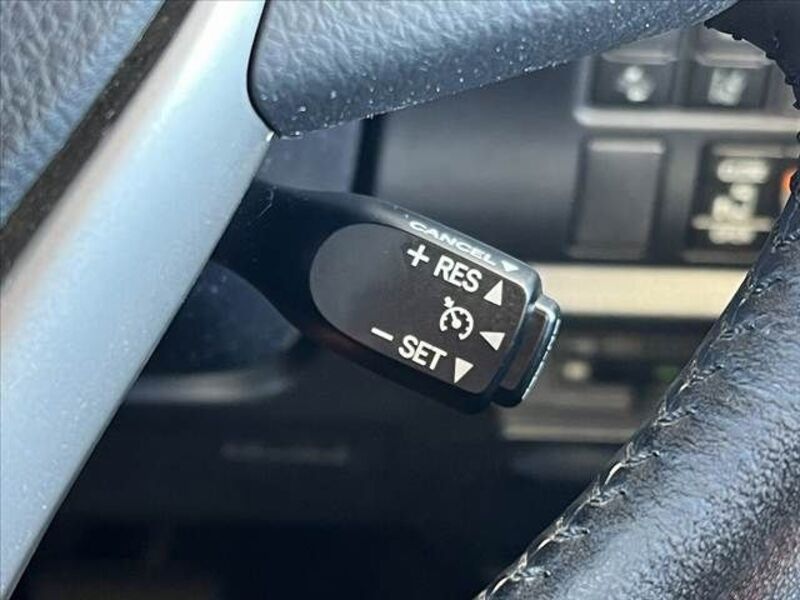 CANCEL
+ RES
- SET